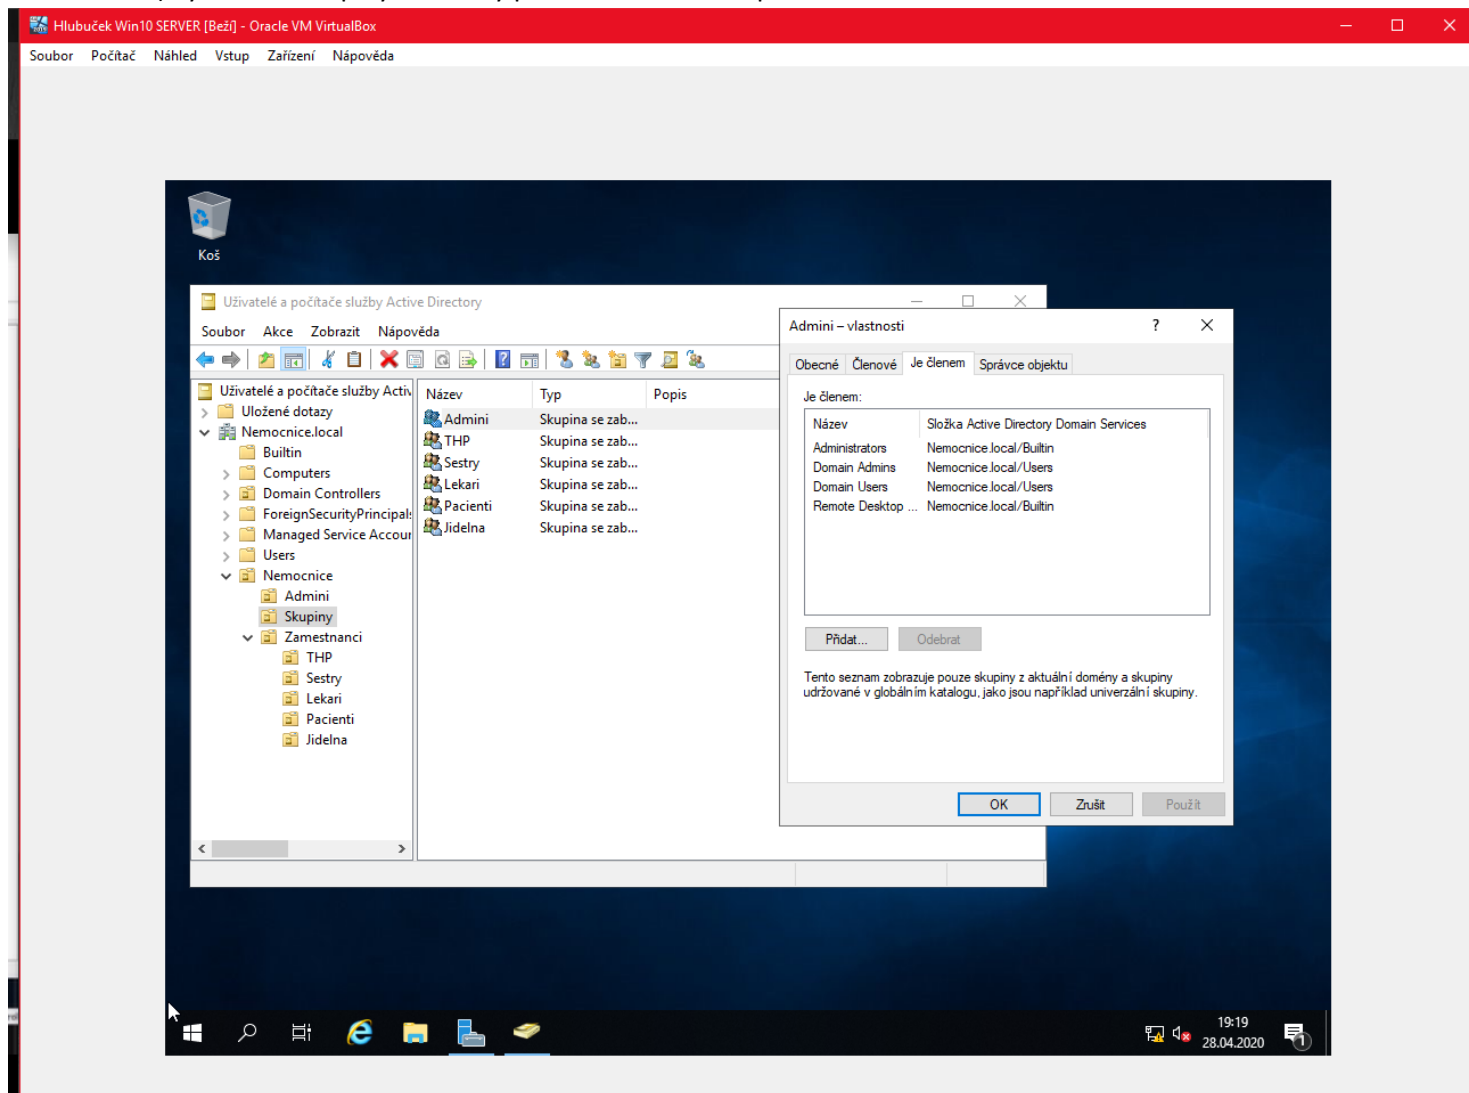 Hlubuček Win10 SERVER [Beží] - Oracle VM VirtualBox
Soubor Počítač Náhled Vstup Zařízení Nápověda
Koš
Uživatelé a počítače služby Active Directory
Soubor Akce Zobrazit Nápověda
Uživatelé a počítače služby Activ
Uložené dotazy
Nemocnice.local
Builtin
Computers
Domain Controllers
ForeignSecurityPrincipals
Managed Service Accour
Users
Nemocnice
Admini
Skupiny
Zamestnanci
THP
Sestry
Lekari
Pacienti
Jidelna
Název Typ Popis
Admini Skupina se zab...
THP Skupina se zab...
Sestry Skupina se zab...
Lekari Skupina se zab...
Pacienti Skupina se zab...
Jidelna Skupina se zab...
Admini – vlastnosti
Obecné Členové Je členem Správce objektu
Je členem:
Název Složka Active Directory Domain Services
Administrators Nemocnice.local/Builtin
Domain Admins Nemocnice.local/Users
Domain Users Nemocnice.local/Users
Remote Desktop ... Nemocnice.local/Builtin
Přidat... Odebrat
Tento seznam zobrazuje pouze skupiny z aktuální domény a skupiny
udržované v globálním katalogu, jako jsou například univerzální skupiny.
OK Zrušit Použít
19:19
28.04.2020
1